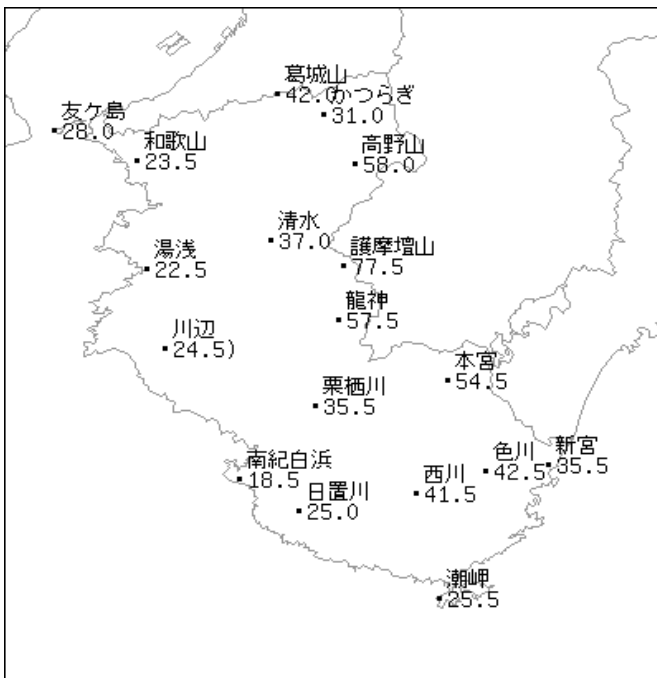 葛城山
42.0
かつらぎ
31.0
友ケ島
28.0
和歌山
23.5
高野山
58.0
清水
37.0
湯浅
22.5
護摩壇山
77.5
龍神
57.5
川辺
24.5)
本宮
54.5
栗栖川
35.5
新宮
35.5
色川
42.5
南紀白浜
18.5
西川
41.5
日置川
25.0
潮岬
25.5